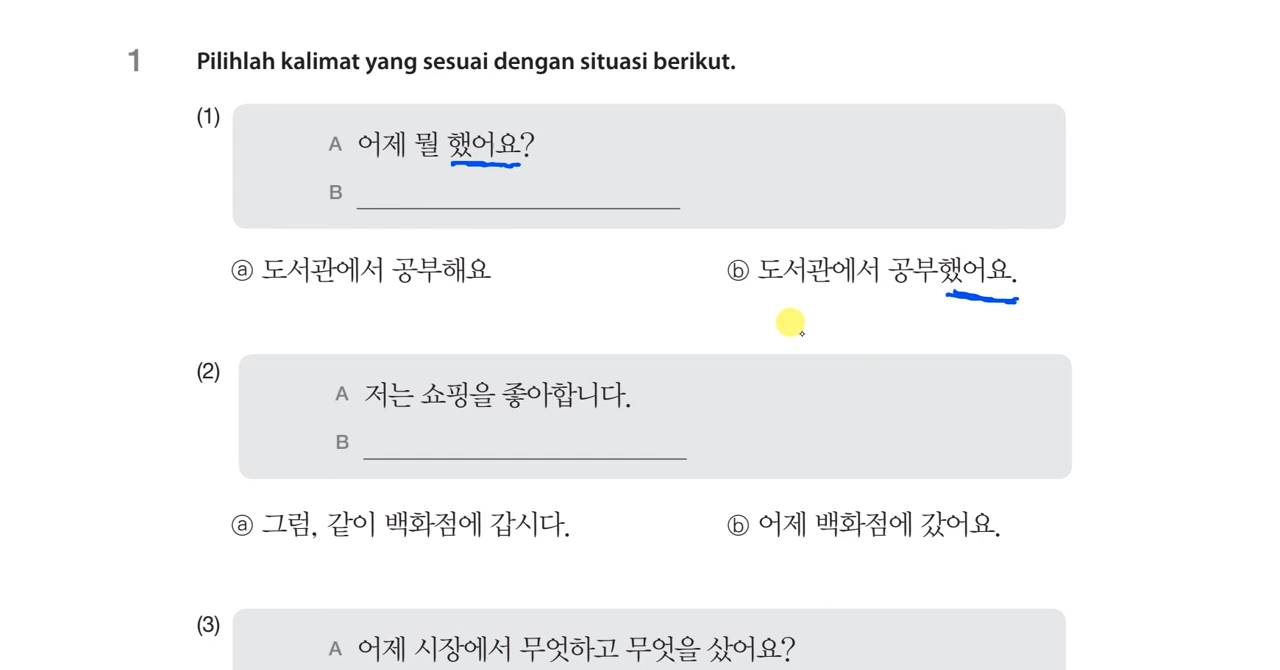 1 Pilihlah kalimat yang sesuai dengan situasi berikut.
(1)
A 어제 뭘 했어요?
B
ⓐ 도서관에서 공부해요 ⓑ 도서관에서 공부했어요.
(2)
A 저는 쇼핑을 좋아합니다.
B
ⓐ 그럼, 같이 백화점에 갑시다. ⓑ 어제 백화점에 갔어요.
(3)
A 어제 시장에서 무엇하고 무엇을 샀어요?